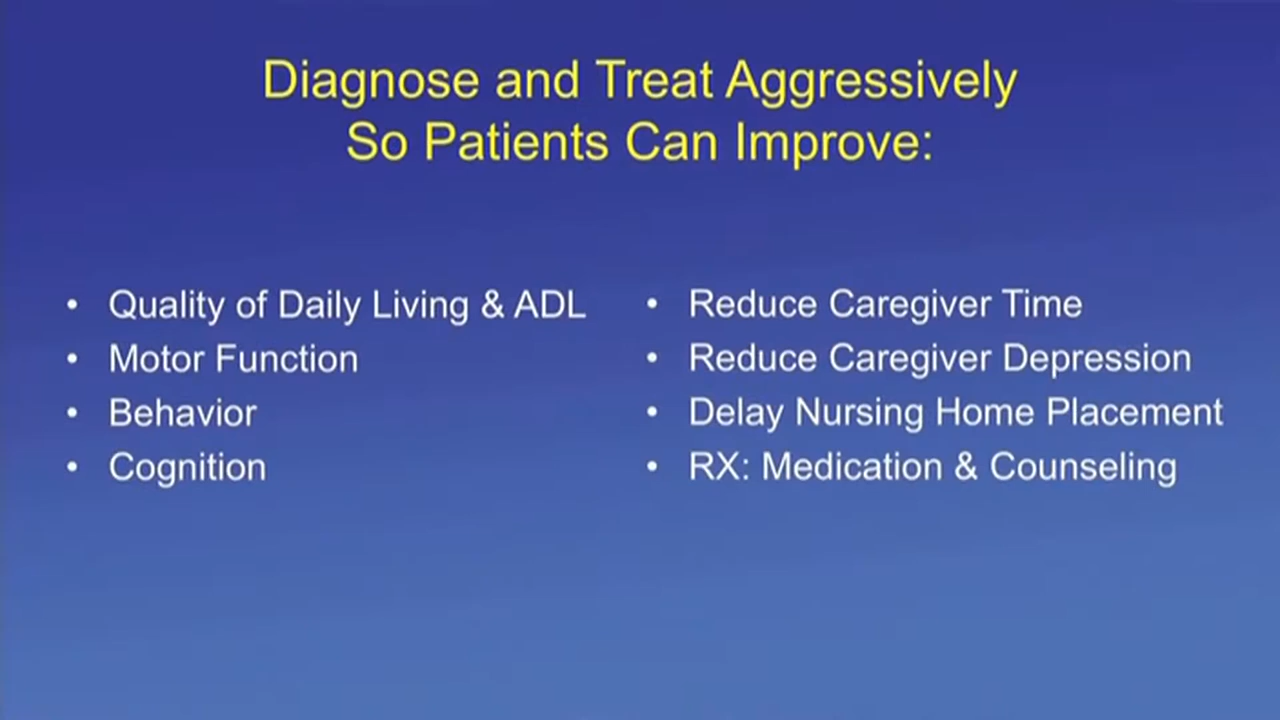 Diagnose and Treat Aggressively
So Patients Can Improve:
• Quality of Daily Living & ADL
• Motor Function
• Behavior
• Cognition
• Reduce Caregiver Time
• Reduce Caregiver Depression
• Delay Nursing Home Placement
• RX: Medication & Counseling